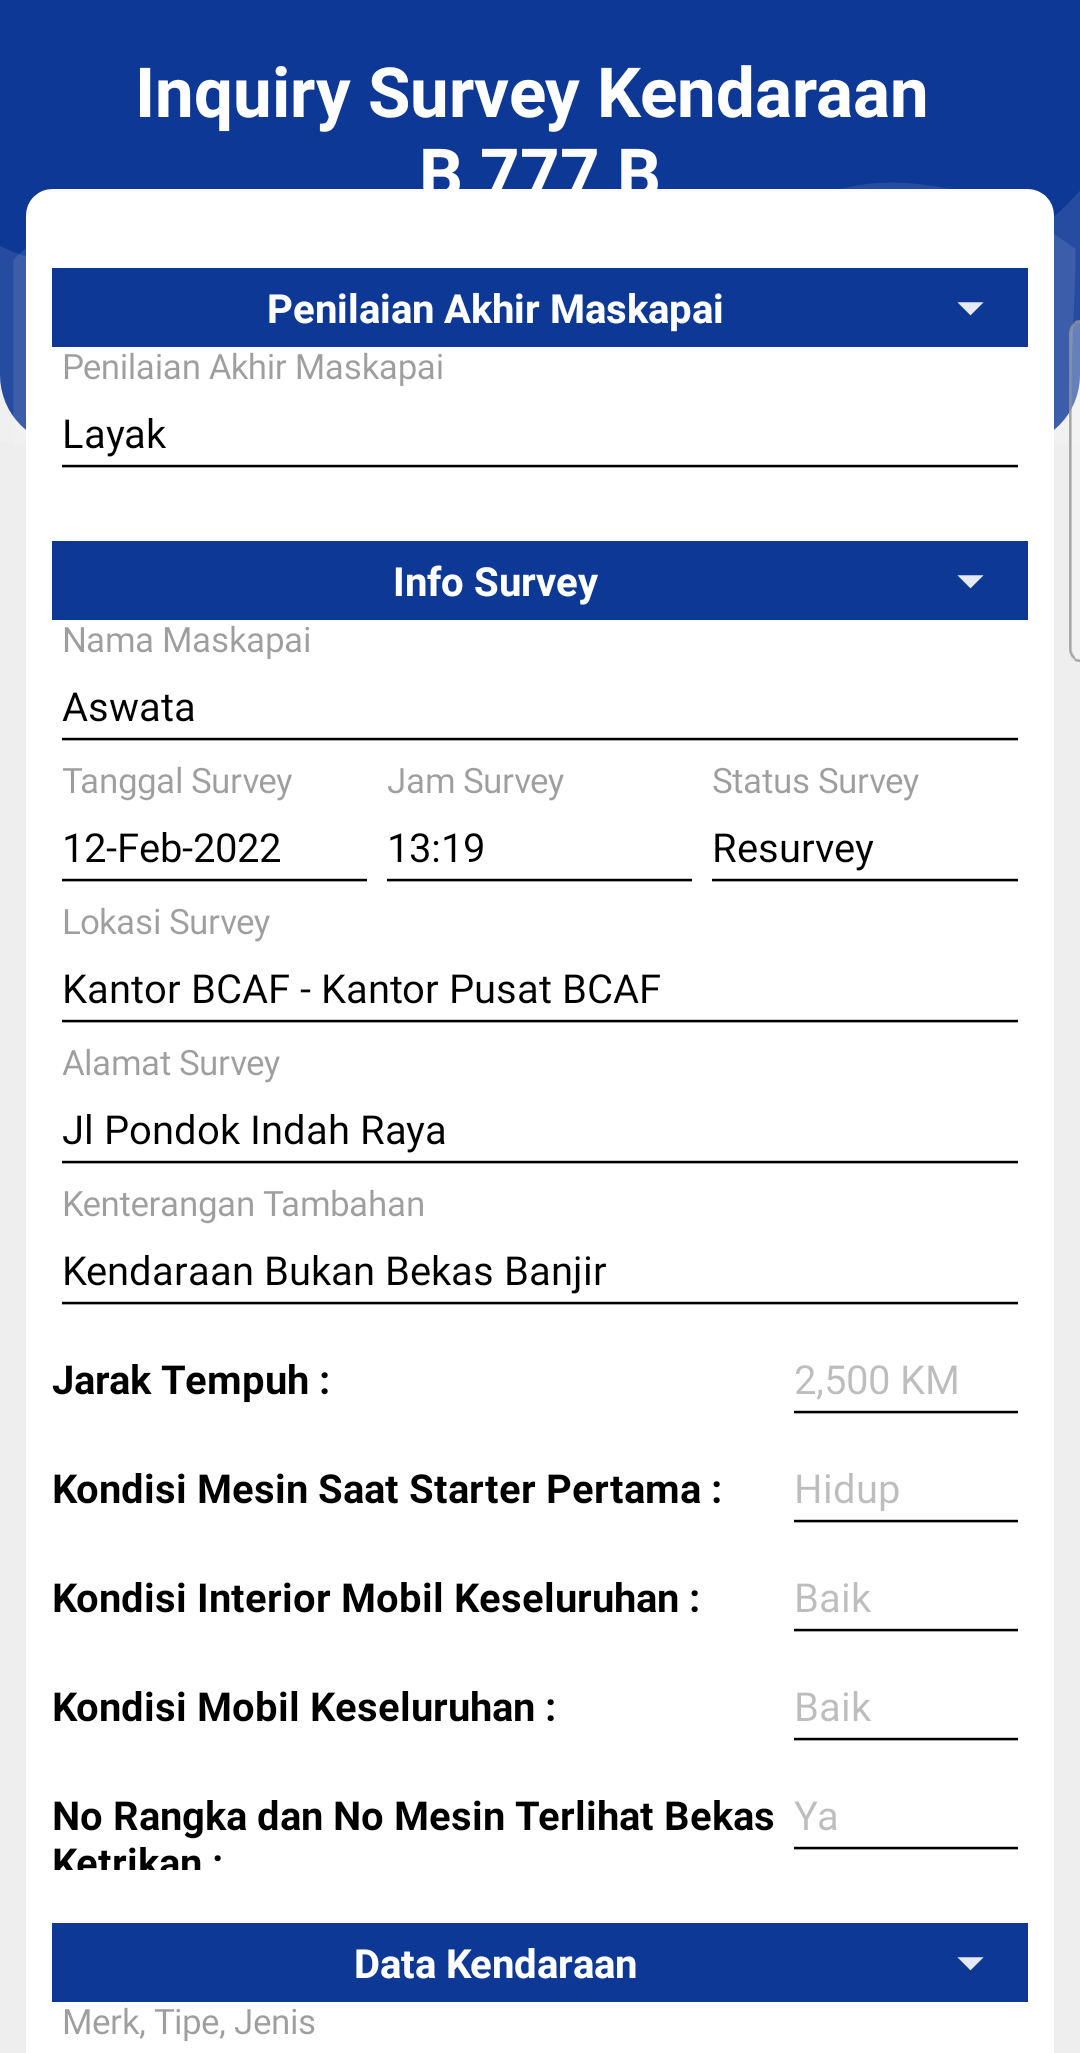 Inquiry Survey Kendaraan
B 777 B
Penilaian Akhir Maskapai
Penilaian Akhir Maskapai
Layak
Info Survey
Nama Maskapai
Aswata
Tanggal Survey Jam Survey Status Survey
12-Feb-2022 13:19 Resurvey
Lokasi Survey
Kantor BCAF - Kantor Pusat BCAF
Alamat Survey
Jl Pondok Indah Raya
Kenterangan Tambahan
Kendaraan Bukan Bekas Banjir
Jarak Tempuh : 2,500 KM
Kondisi Mesin Saat Starter Pertama : Hidup
Kondisi Interior Mobil Keseluruhan : Baik
Kondisi Mobil Keseluruhan : Baik
No Rangka dan No Mesin Terlihat Bekas Ya
Ketrikan :
Data Kendaraan
Merk, Tipe, Jenis